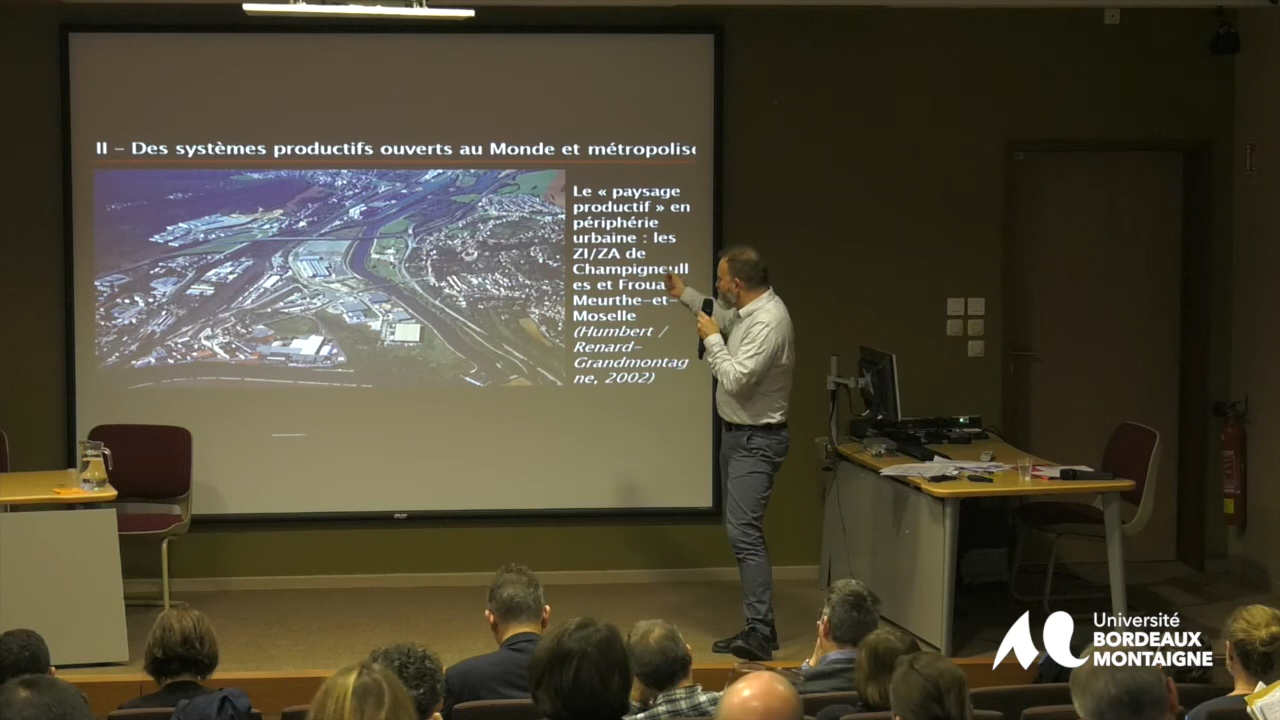 II – Des systèmes productifs ouverts au Monde et métropolis
Le « paysage
productif » en
périphérie
urbaine : les
ZI/ZA de
Champigneull
es et Froua
Meurthe-et-
Moselle
(Humbert /
Renard-
Grandmontag
ne, 2002)
Université
BORDEAUX
MONTAIGNE